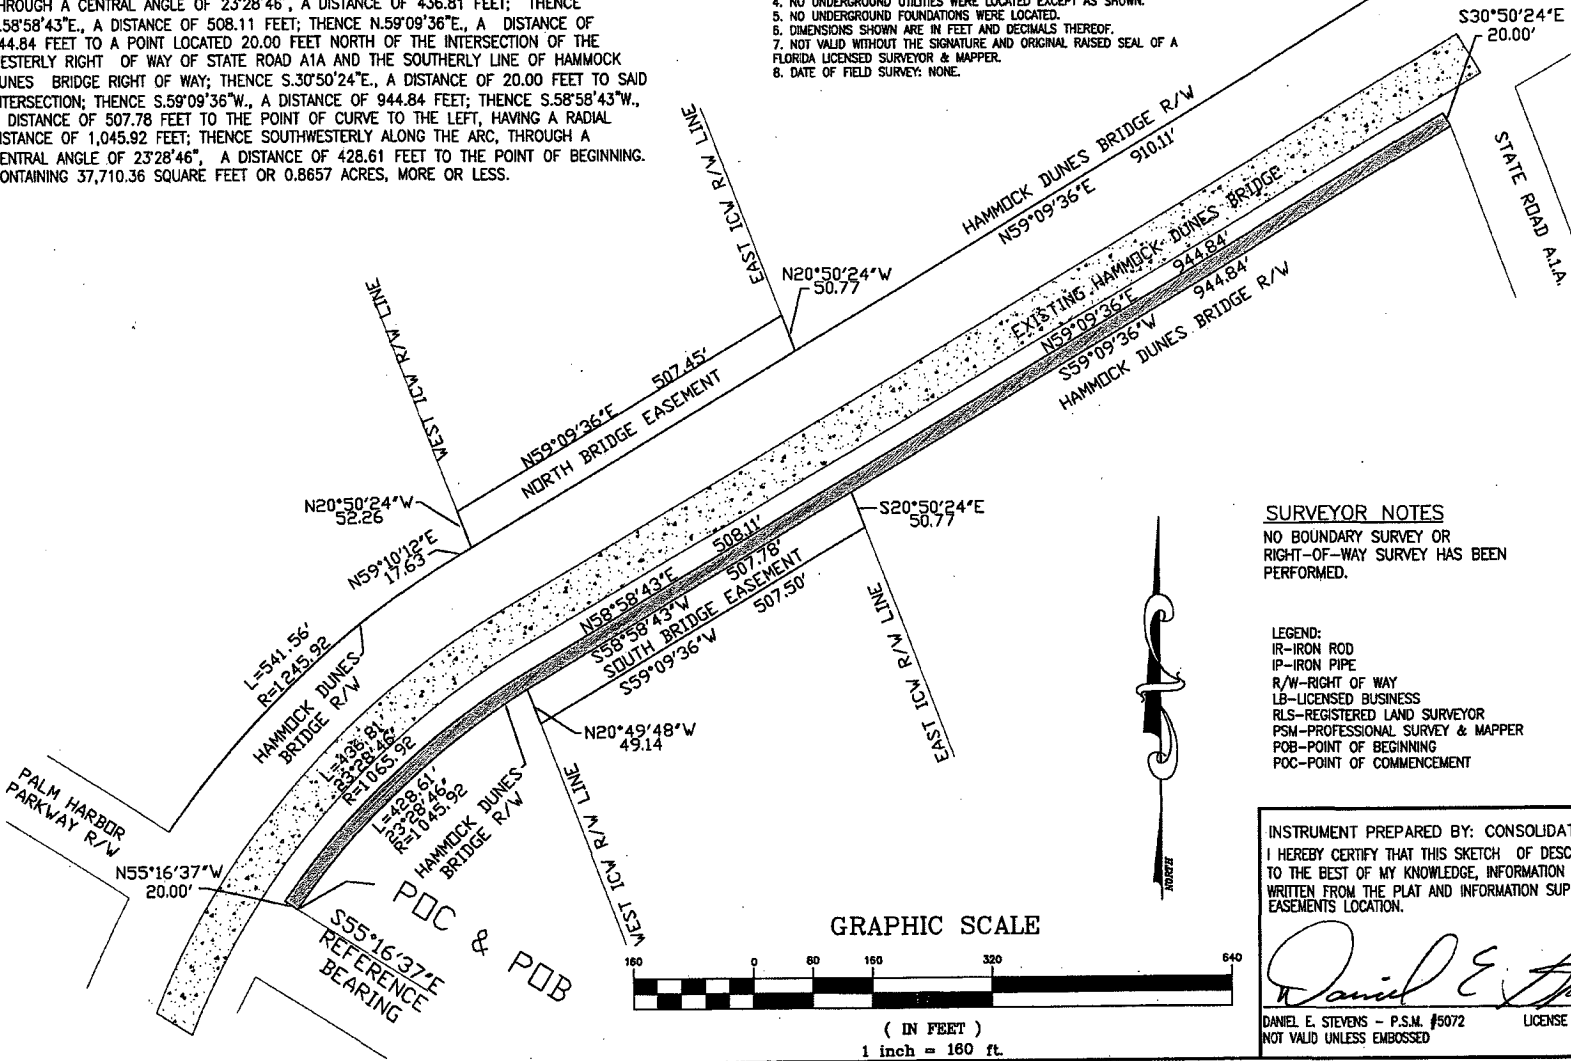 THROUGH A CENTRAL ANGLE OF 23°28'46", A DISTANCE OF 436.81 FEET; THENCE
.58°58'43"E., A DISTANCE OF 508.11 FEET; THENCE N.59°09'36"E., A DISTANCE OF
44.84 FEET TO A POINT LOCATED 20.00 FEET NORTH OF THE INTERSECTION OF THE
ESTERLY RIGHT OF WAY OF STATE ROAD A1A AND THE SOUTHERLY LINE OF HAMMOCK
UNES BRIDGE RIGHT OF WAY; THENCE S.30°50'24"E., A DISTANCE OF 20.00 FEET TO SAID
NTERSECTION; THENCE S.59°09'36"W., A DISTANCE OF 944.84 FEET; THENCE S.58°58'43"W.,
DISTANCE OF 507.78 FEET TO THE POINT OF CURVE TO THE LEFT, HAVING A RADIAL
ISTANCE OF 1,045.92 FEET; THENCE SOUTHWESTERLY ALONG THE ARC, THROUGH A
ENTRAL ANGLE OF 23°28'46", A DISTANCE OF 428.61 FEET TO THE POINT OF BEGINNING.
ONTAINING 37,710.36 SQUARE FEET OR 0.8657 ACRES, MORE OR LESS.
4. NO UNDERGROUND UTILITIES WERE LOCATED EXCEPT AS SHOWN.
5. NO UNDERGROUND FOUNDATIONS WERE LOCATED.
6. DIMENSIONS SHOWN ARE IN FEET AND DECIMALS THEREOF.
7. NOT VALID WITHOUT THE SIGNATURE AND ORIGINAL RAISED SEAL OF A
FLORIDA LICENSED SURVEYOR & MAPPER.
8. DATE OF FIELD SURVEY: NONE.
S30°50'24"E
20.00'
STATE ROAD A.1.A.
HAMMOCK DUNES BRIDGE R/W
N59°09'36"E
910.11'
EAST ICW R/W LINE
N20°50'24"W
50.77
EXISTING HAMMOCK DUNES BRIDGE
N59°09'36"E
944.84'
S59°09'36"W
944.84'
HAMMOCK DUNES BRIDGE R/W
WEST ICW R/W LINE
N59°09'36"E
507.45'
NORTH BRIDGE EASEMENT
N20°50'24"W
52.26
N59°10'12"E
17.63
S20°50'24"E
50.77
N58°58'43"E
508.11'
S58°58'43"W
507.78'
SOUTH BRIDGE EASEMENT
S59°09'36"W
507.50'
EAST ICW R/W LINE
L=541.56'
R=1245.92
HAMMOCK DUNES
BRIDGE R/W
N20°49'48"W
49.14
L=436.81'
23°28'46"
R=1065.92
L=428.61'
23°28'46"
R=1045.92
HAMMOCK DUNES
BRIDGE R/W
WEST ICW R/W LINE
PALM HARBOR
PARKWAY R/W
N55°16'37"W
20.00'
POC & POB
S55°16'37"E
REFERENCE
BEARING
NORTH
SURVEYOR NOTES
NO BOUNDARY SURVEY OR
RIGHT-OF-WAY SURVEY HAS BEEN
PERFORMED.
LEGEND:
IR-IRON ROD
IP-IRON PIPE
R/W-RIGHT OF WAY
LB-LICENSED BUSINESS
RLS-REGISTERED LAND SURVEYOR
PSM-PROFESSIONAL SURVEY & MAPPER
POB-POINT OF BEGINNING
POC-POINT OF COMMENCEMENT
GRAPHIC SCALE
160 0 80 160 320 640
( IN FEET )
1 inch = 160 ft.
INSTRUMENT PREPARED BY: CONSOLIDAT
I HEREBY CERTIFY THAT THIS SKETCH OF DESC
TO THE BEST OF MY KNOWLEDGE, INFORMATION
WRITTEN FROM THE PLAT AND INFORMATION SUP
EASEMENTS LOCATION.
Daniel E.
DANIEL E. STEVENS - P.S.M. #5072 LICENSE
NOT VALID UNLESS EMBOSSED